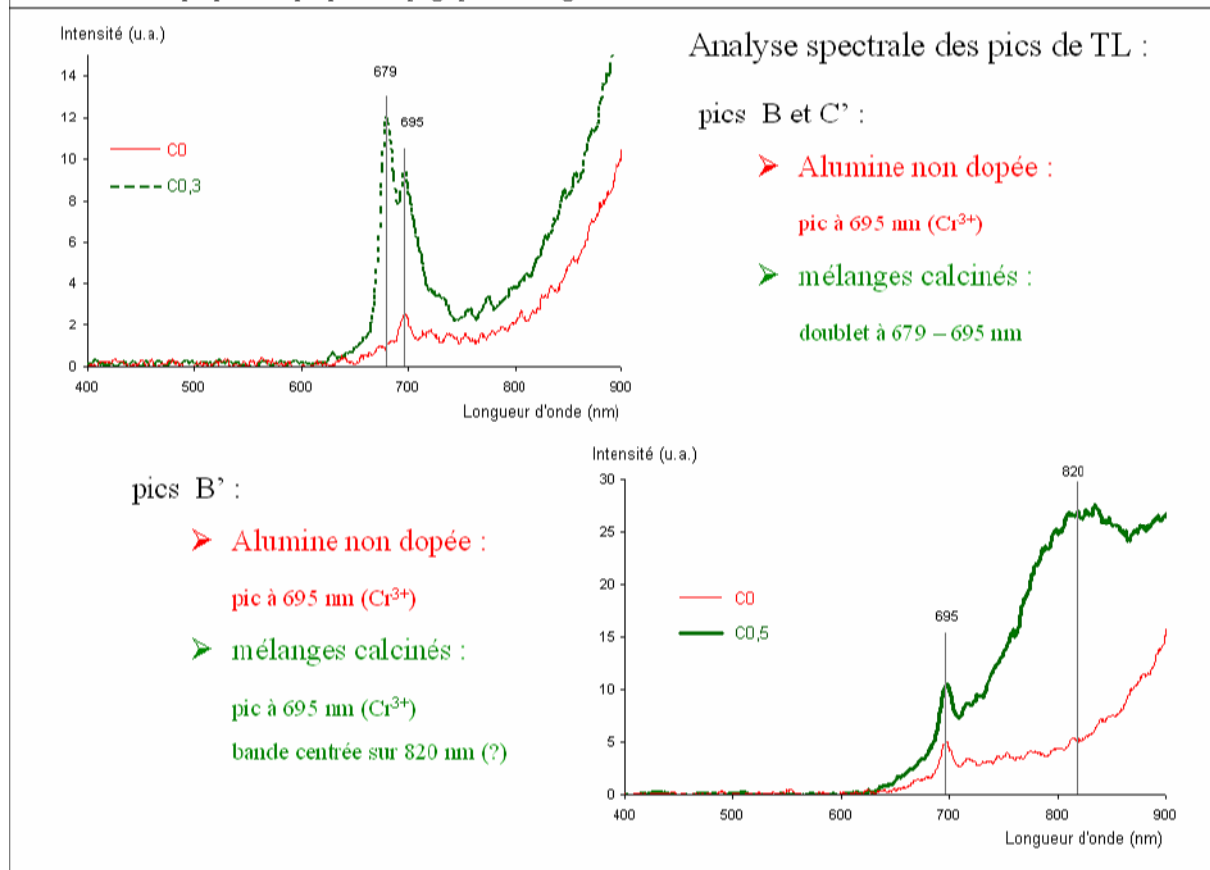 Intensité (u.a.)
14
12
10
8
6
4
2
0
679
695
C0
C0,3
400
500
600
700
800
900
Longueur d'onde (nm)
Analyse spectrale des pics de TL :
pics B et C’ :
➢ Alumine non dopée :
pic à 695 nm (Cr³⁺)
➢ mélanges calcinés :
doublet à 679 – 695 nm
pics B’ :
➢ Alumine non dopée :
pic à 695 nm (Cr³⁺)
➢ mélanges calcinés :
pic à 695 nm (Cr³⁺)
bande centrée sur 820 nm (?)
Intensité (u.a.)
30
25
20
15
10
5
0
695
820
C0
C0,5
400
500
600
700
800
900
Longueur d'onde (nm)